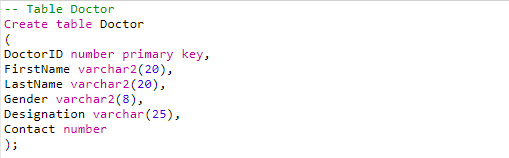 -- Table Doctor
Create table Doctor
(
DoctorID number primary key,
FirstName varchar2(20),
LastName varchar2(20),
Gender varchar2(8),
Designation varchar(25),
Contact number
);